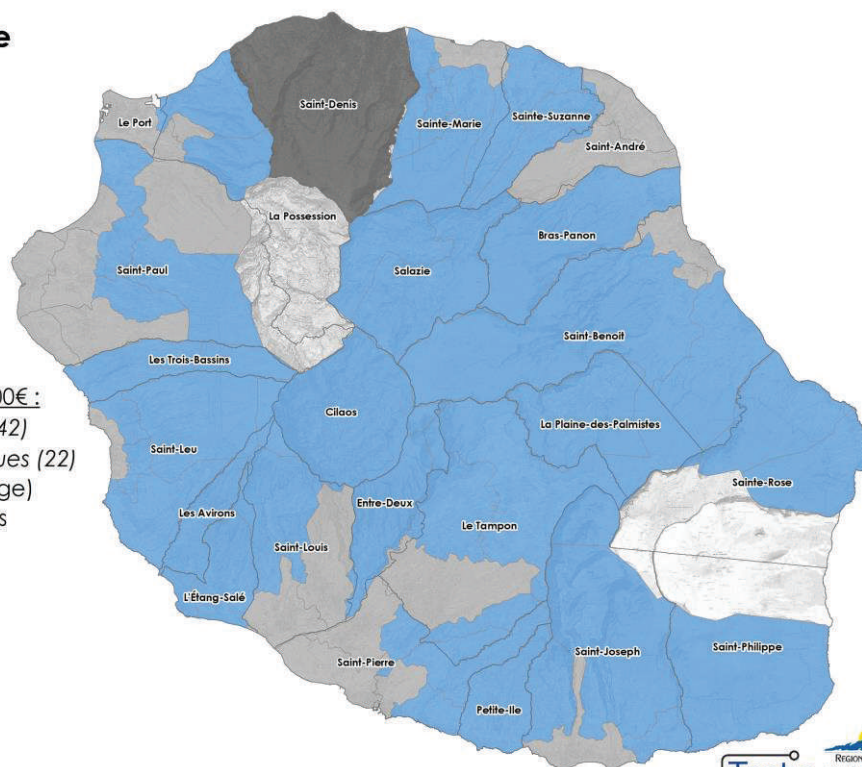 e
00€ :
42)
ues (22)
ge)
s
Saint-Denis
Le Port
Sainte-Marie
Sainte-Suzanne
Saint-André
La Possession
Bras-Panon
Saint-Paul
Salazie
Saint-Benoit
Les Trois-Bassins
Cilaos
La Plaine-des-Palmistes
Saint-Leu
Sainte-Rose
Entre-Deux
Les Avirons
Le Tampon
Saint-Louis
L'Étang-Salé
Saint-Joseph
Saint-Philippe
Saint-Pierre
Petite-Ile
REGION